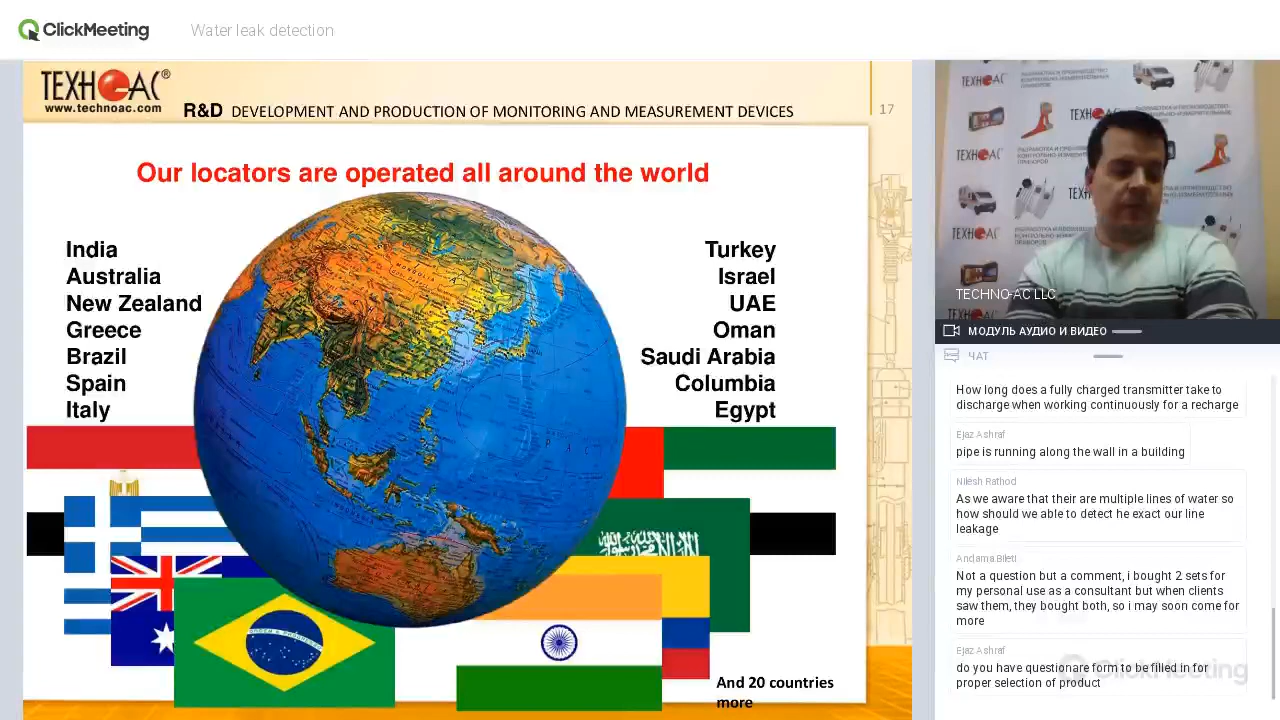 ClickMeeting
Water leak detection
ТЕХНО-АС®
www.technoac.com
R&D DEVELOPMENT AND PRODUCTION OF MONITORING AND MEASUREMENT DEVICES
17
Our locators are operated all around the world
India
Australia
New Zealand
Greece
Brazil
Spain
Italy
Turkey
Israel
UAE
Oman
Saudi Arabia
Columbia
Egypt
And 20 countries
more
TECHNO-AC LLC
МОДУЛЬ АУДИО И ВИДЕО
ЧАТ
How long does a fully charged transmitter take to
discharge when working continuously for a recharge
Ejaz Ashraf
pipe is running along the wall in a building
Nilesh Rathod
As we aware that their are multiple lines of water so
how should we able to detect he exact our line
leakage
Andama Bileti
Not a question but a comment, i bought 2 sets for
my personal use as a consultant but when clients
saw them, they bought both, so i may soon come for
more
Ejaz Ashraf
do you have questionare form to be filled in for
proper selection of product
ClickMeeting